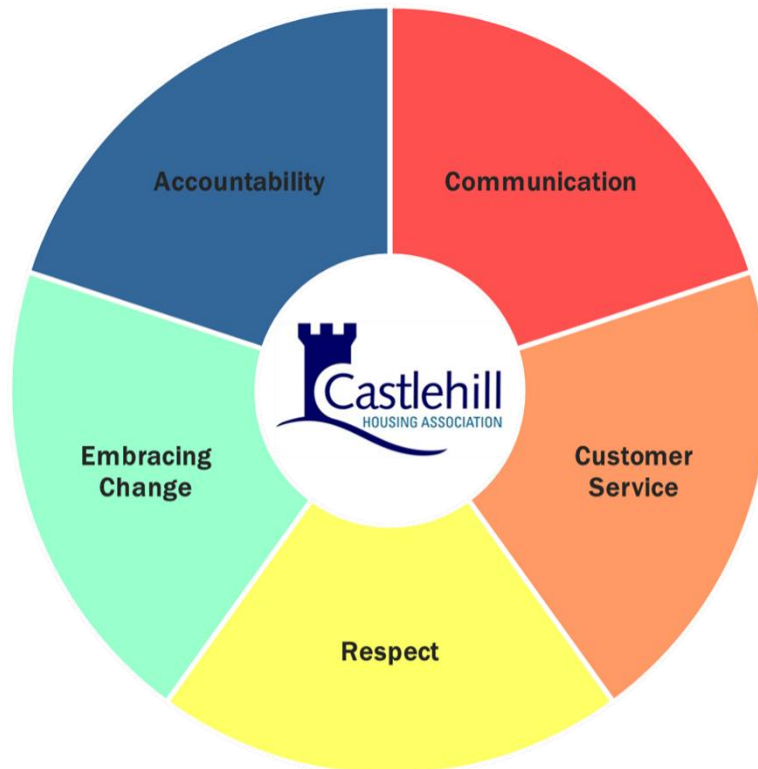 Accountability
Communication
Castlehill
HOUSING ASSOCIATION
Embracing
Change
Customer
Service
Respect